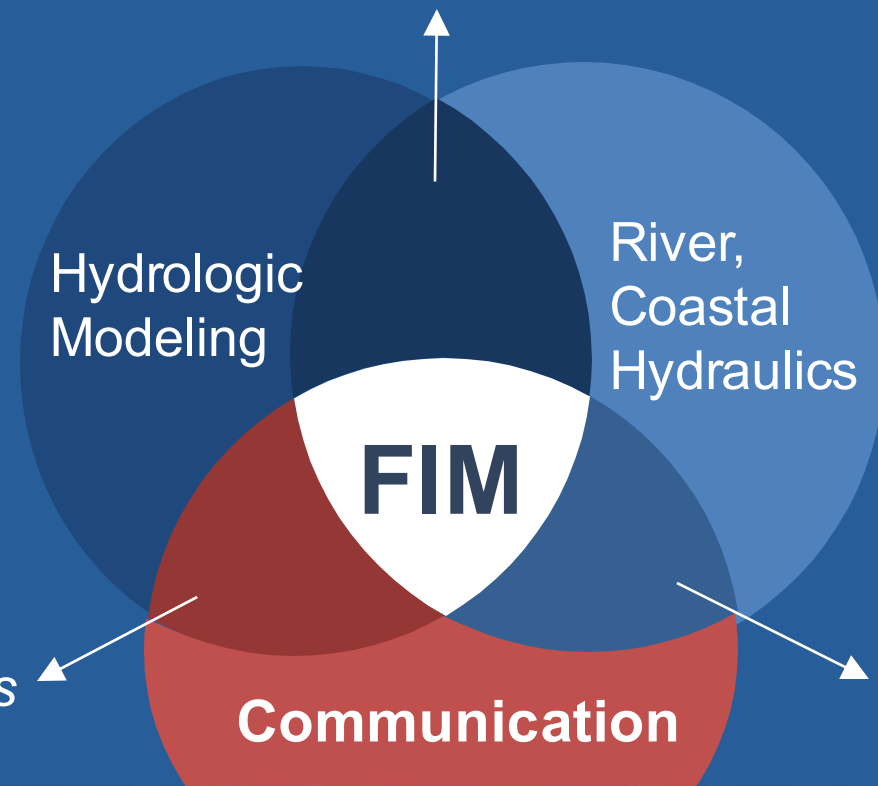 Hydrologic
Modeling
River,
Coastal
Hydraulics
FIM
s
Communication